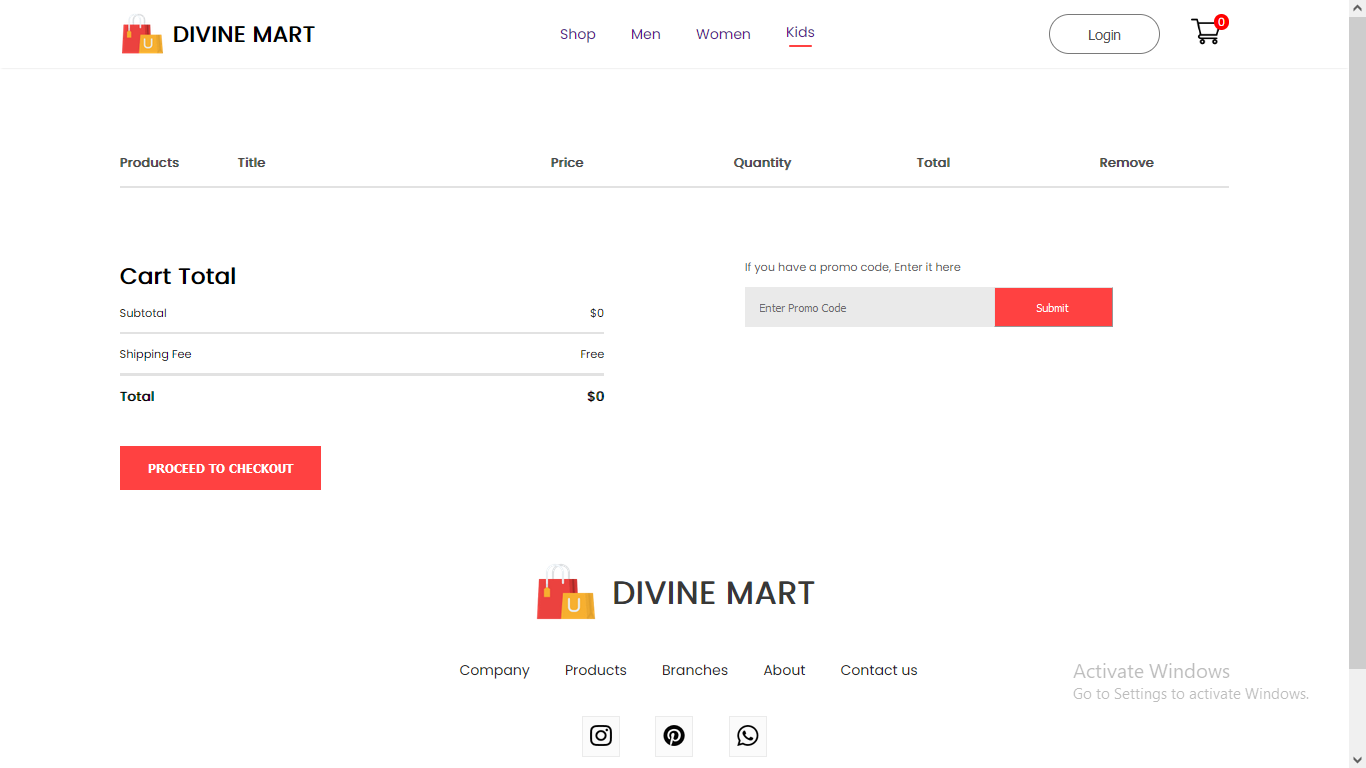 DIVINE MART Shop Men Women Kids Login 0
Products Title Price Quantity Total Remove
Cart Total
If you have a promo code, Enter it here
Subtotal $0
Enter Promo Code Submit
Shipping Fee Free
Total $0
PROCEED TO CHECKOUT
U DIVINE MART
Company Products Branches About Contact us
Activate Windows
Go to Settings to activate Windows.